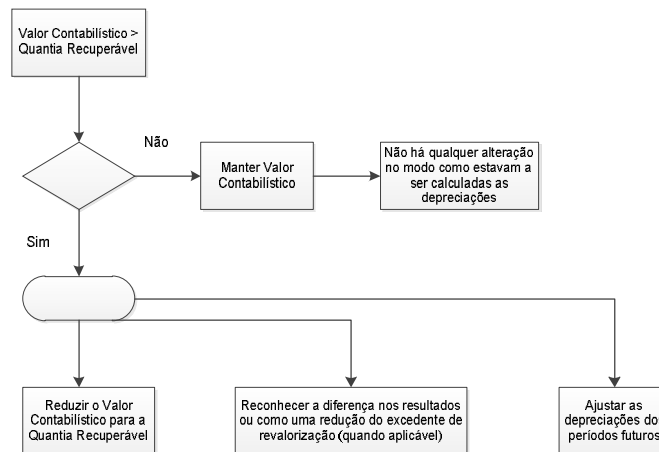 Valor Contabilístico >
Quantia Recuperável
Não
Manter Valor
Contabilístico
Não há qualquer alteração
no modo como estavam a
ser calculadas as
depreciações
Sim
Reduzir o Valor
Contabilístico para a
Quantia Recuperável
Reconhecer a diferença nos resultados
ou como uma redução do excedente de
revalorização (quando aplicável)
Ajustar as
depreciações dos
períodos futuros